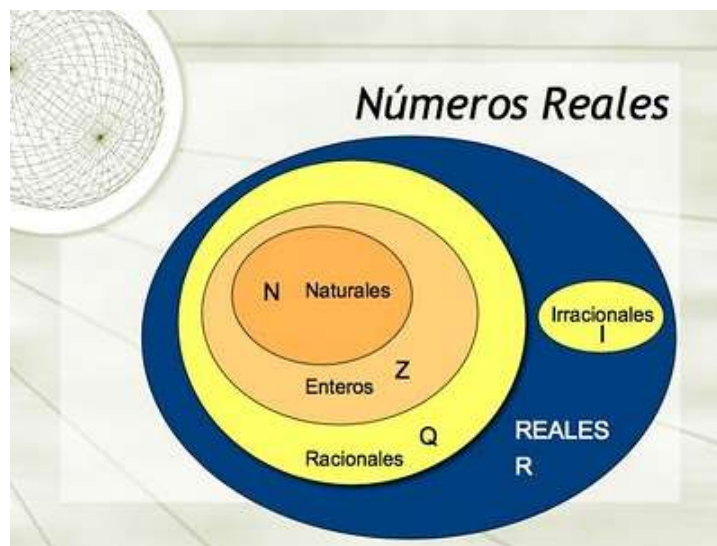 Números Reales
N Naturales
Irracionales
I
Z
Enteros
Q
REALES
Racionales
R